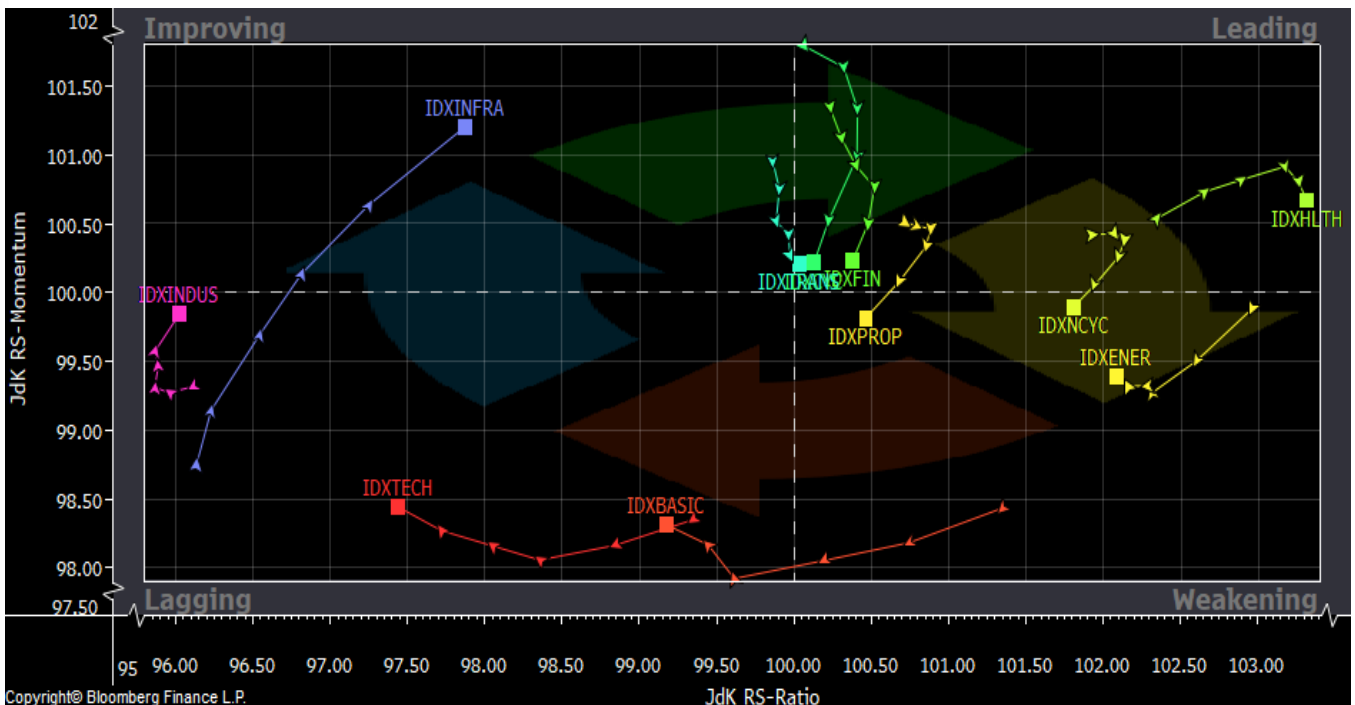 102
Improving
Leading
101.50
IDXINFRA
101.00
100.50
IDXHLTH
IDXTRANS
IDXFIN
100.00
IDXINDUS
IDXNCYC
IDXPROP
IDXENER
99.50
99.00
98.50
IDXTECH
IDXBASIC
98.00
97.50
Lagging
Weakening
JdK RS-Momentum
95 96.00 96.50 97.00 97.50 98.00 98.50 99.00 99.50 100.00 100.50 101.00 101.50 102.00 102.50 103.00
Copyright© Bloomberg Finance L.P.
JdK RS-Ratio